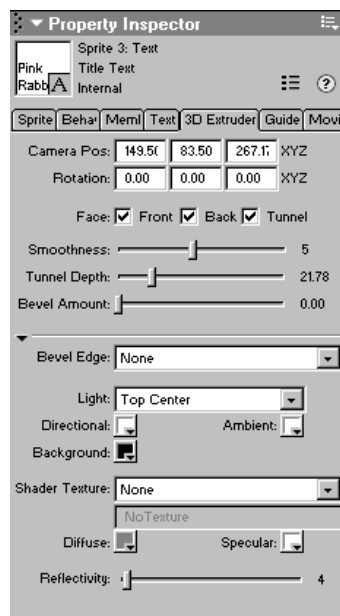 Property Inspector
Sprite 3: Text
Pink
Title Text
Rabb
A
Internal
?
Sprite Beha Meml Text 3D Extruder Guide Movi
Camera Pos: 149.5( 83.50 267.1 XYZ
Rotation: 0.00 0.00 0.00 XYZ
Face: Front Back Tunnel
Smoothness: 5
Tunnel Depth: 21.78
Bevel Amount: 0.00
Bevel Edge: None
Light: Top Center
Directional: Ambient:
Background:
Shader Texture: None
NoTexture
Diffuse: Specular:
Reflectivity: 4